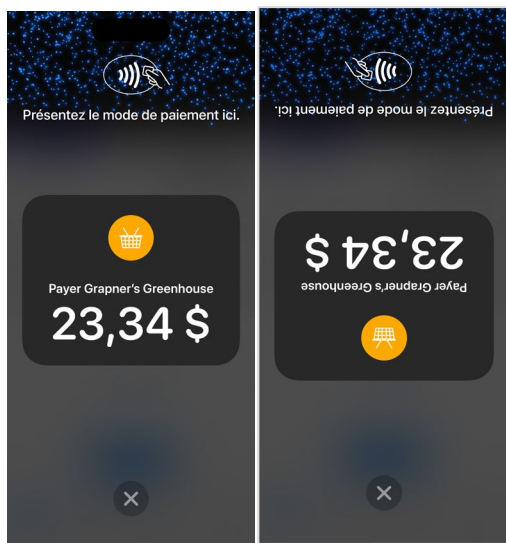 Présentez le mode de paiement ici.
Payer Grapner's Greenhouse
23,34 $
Présentez le mode de paiement ici.
23,34 $
Payer Grapner's Greenhouse